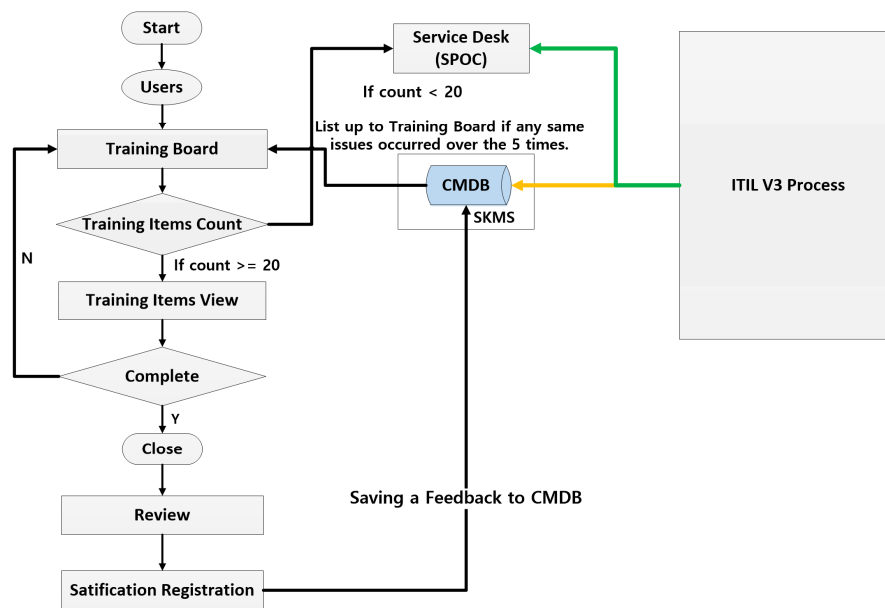 Start
Service Desk
(SPOC)
Users
If count < 20
List up to Training Board if any same
issues occurred over the 5 times.
Training Board
CMDB
ITIL V3 Process
SKMS
Training Items Count
N
If count >= 20
Training Items View
Complete
Y
Close
Saving a Feedback to CMDB
Review
Satification Registration